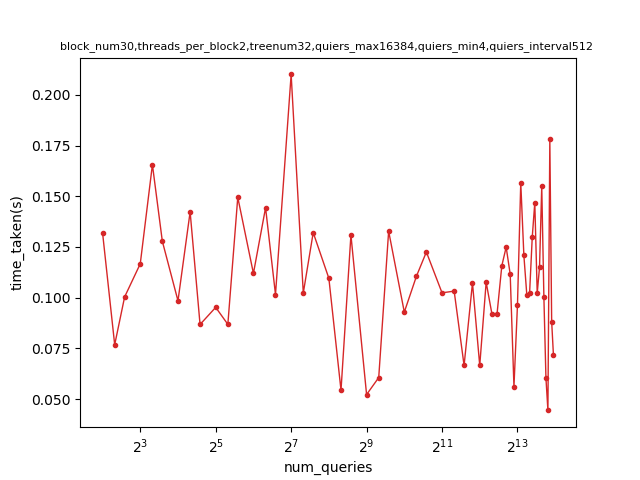 block_num30,threads_per_block2,treenum32,quiers_max16384,quiers_min4,quiers_interval512
0.200
0.175
0.150
0.125
0.100
0.075
0.050
time_taken(s)
2^3 2^5 2^7 2^9 2^11 2^13
num_queries